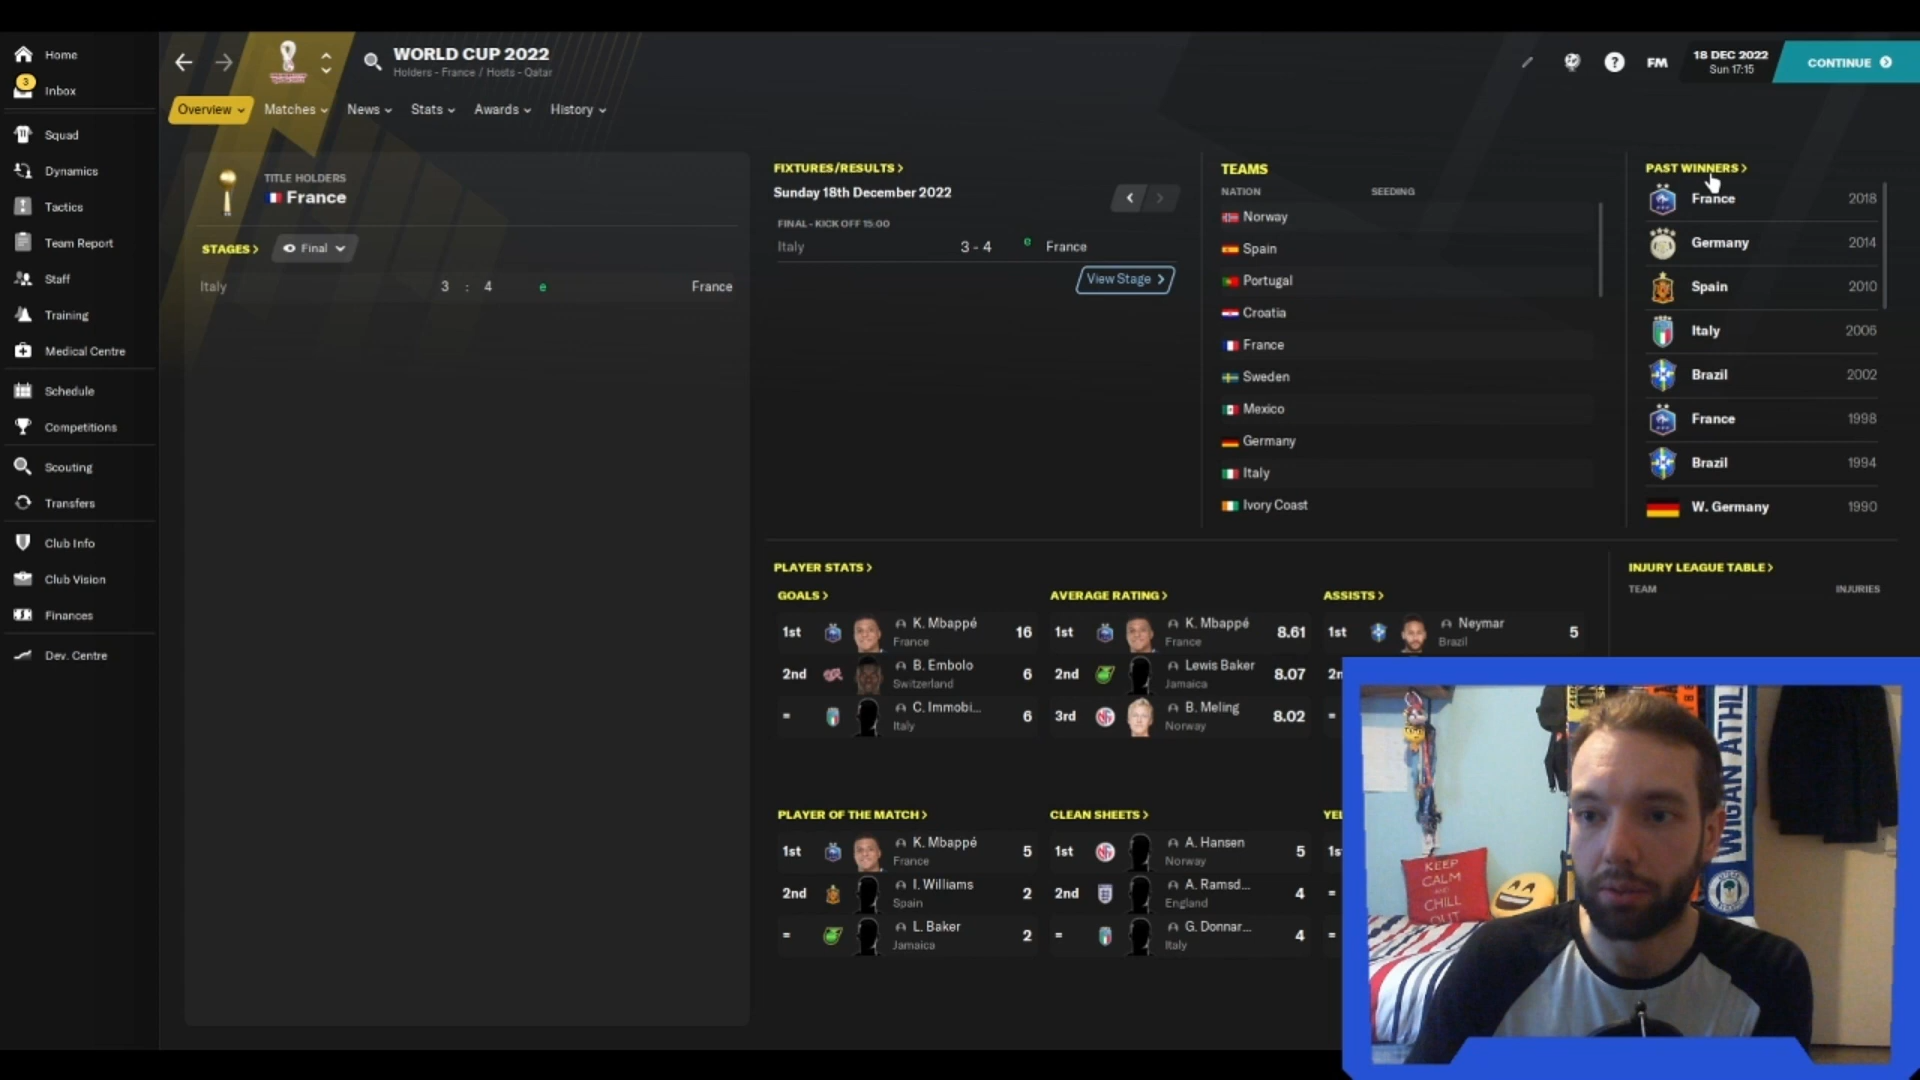 Home
3
Inbox
Squad
Dynamics
Tactics
Team Report
Staff
Training
Medical Centre
Schedule
Competitions
Scouting
Transfers
Club Info
Club Vision
Finances
Dev. Centre
WORLD CUP 2022
Holders - France / Hosts - Qatar
?
FM
18 DEC 2022
Sun 17:15
CONTINUE
Overview
Matches
News
Stats
Awards
History
TITLE HOLDERS
France
STAGES >
Final
Italy 3 : 4 e France
FIXTURES/RESULTS >
Sunday 18th December 2022
FINAL - KICK OFF 15:00
Italy 3 - 4 e France
View Stage >
TEAMS
NATION SEEDING
Norway
Spain
Portugal
Croatia
France
Sweden
Mexico
Germany
Italy
Ivory Coast
PAST WINNERS >
France 2018
Germany 2014
Spain 2010
Italy 2006
Brazil 2002
France 1998
Brazil 1994
W. Germany 1990
PLAYER STATS >
GOALS >
1st K. Mbappé 16
France
2nd B. Embolo 6
Switzerland
= C. Immobi... 6
Italy
AVERAGE RATING >
1st K. Mbappé 8.61
France
2nd Lewis Baker 8.07
Jamaica
3rd B. Meling 8.02
Norway
ASSISTS >
1st Neymar 5
Brazil
2n
=
INJURY LEAGUE TABLE >
TEAM INJURIES
PLAYER OF THE MATCH >
1st K. Mbappé 5
France
2nd I. Williams 2
Spain
= L. Baker 2
Jamaica
CLEAN SHEETS >
1st A. Hansen 5
Norway
2nd A. Ramsd... 4
England
= G. Donnar... 4
Italy
YEL
1s
=
=
KEEP
CALM
AND
CHILL
OUT
WIGAN ATHL